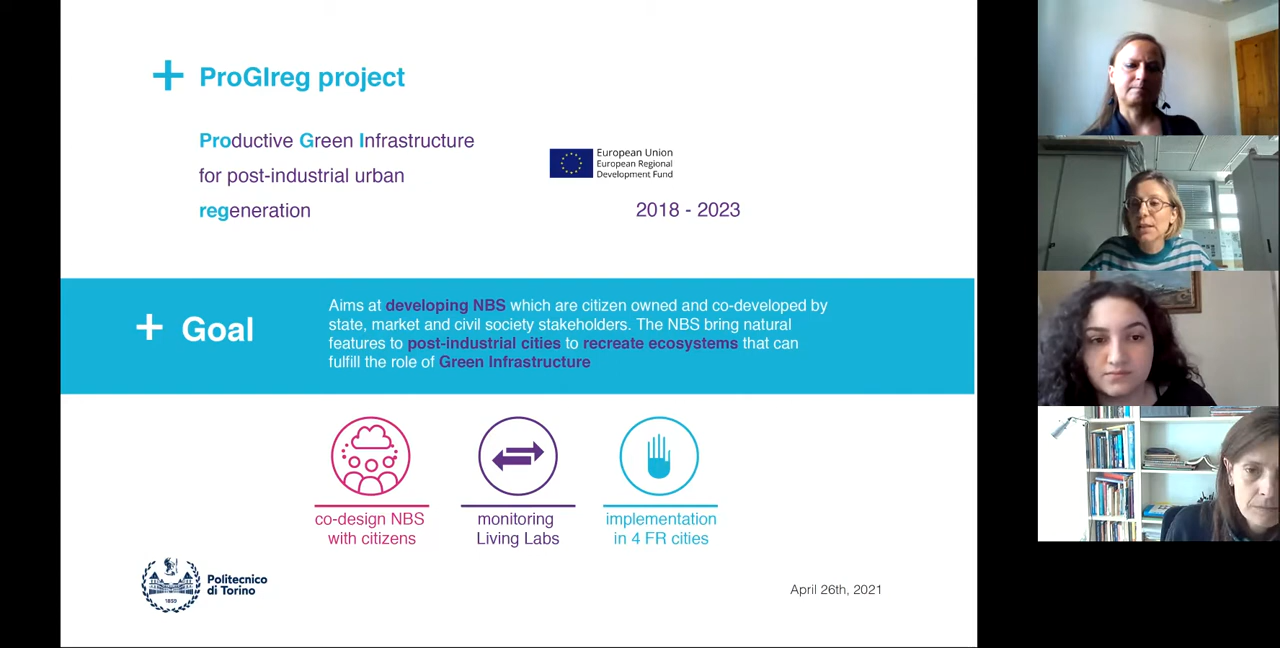 ProGIreg project
Productive Green Infrastructure
for post-industrial urban
regeneration
European Union
European Regional
Development Fund
2018 - 2023
Goal
Aims at developing NBS which are citizen owned and co-developed by
state, market and civil society stakeholders. The NBS bring natural
features to post-industrial cities to recreate ecosystems that can
fulfill the role of Green Infrastructure
co-design NBS
with citizens
monitoring
Living Labs
implementation
in 4 FR cities
Politecnico
di Torino
1859
April 26th, 2021